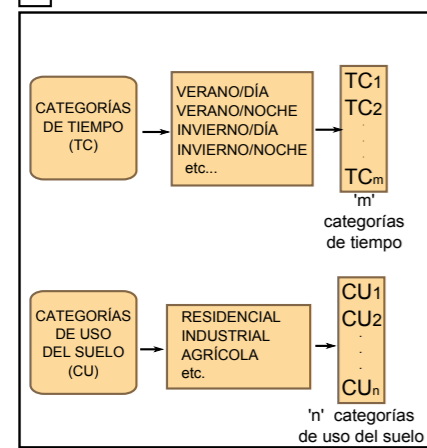 CATEGORÍAS
DE TIEMPO
(TC)
VERANO/DÍA
VERANO/NOCHE
INVIERNO/DÍA
INVIERNO/NOCHE
etc...
TC1
TC2
.
.
.
TCm
'm'
categorías
de tiempo
CATEGORÍAS
DE USO
DEL SUELO
(CU)
RESIDENCIAL
INDUSTRIAL
AGRÍCOLA
etc.
CU1
CU2
.
.
.
CUn
'n' categorías
de uso del suelo